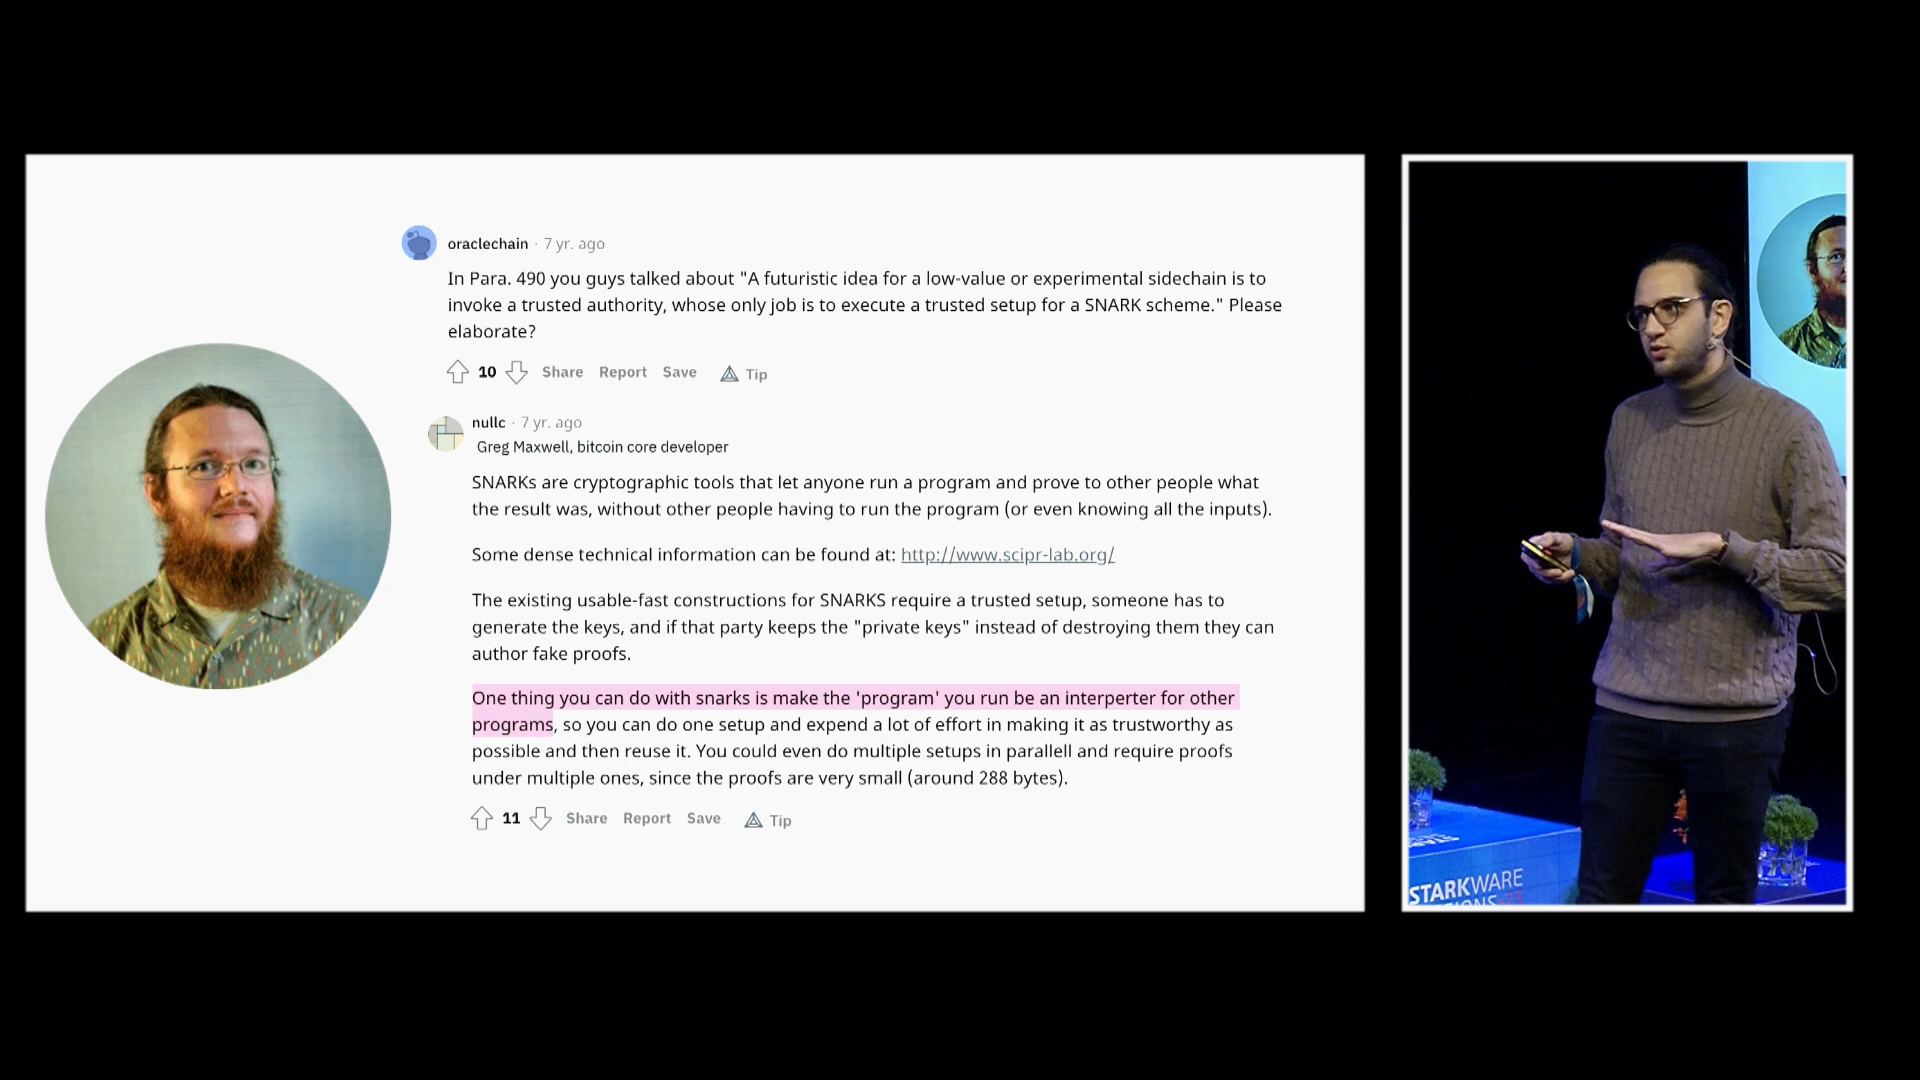 oraclechain · 7 yr. ago
In Para. 490 you guys talked about "A futuristic idea for a low-value or experimental sidechain is to
invoke a trusted authority, whose only job is to execute a trusted setup for a SNARK scheme." Please
elaborate?
10 Share Report Save Tip
nullc · 7 yr. ago
Greg Maxwell, bitcoin core developer
SNARKs are cryptographic tools that let anyone run a program and prove to other people what
the result was, without other people having to run the program (or even knowing all the inputs).
Some dense technical information can be found at: http://www.scipr-lab.org/
The existing usable-fast constructions for SNARKS require a trusted setup, someone has to
generate the keys, and if that party keeps the "private keys" instead of destroying them they can
author fake proofs.
One thing you can do with snarks is make the 'program' you run be an interperter for other
programs, so you can do one setup and expend a lot of effort in making it as trustworthy as
possible and then reuse it. You could even do multiple setups in parallell and require proofs
under multiple ones, since the proofs are very small (around 288 bytes).
11 Share Report Save Tip
STARKWARE